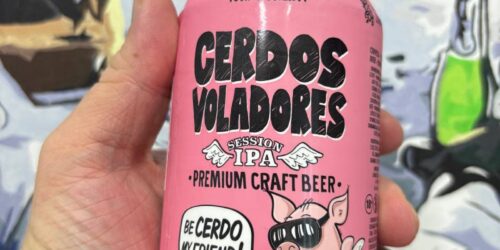 CERDOS
VOLADORES
SESSION
IPA
• PREMIUM CRAFT BEER •
BE CERDO
MY FRIEND!